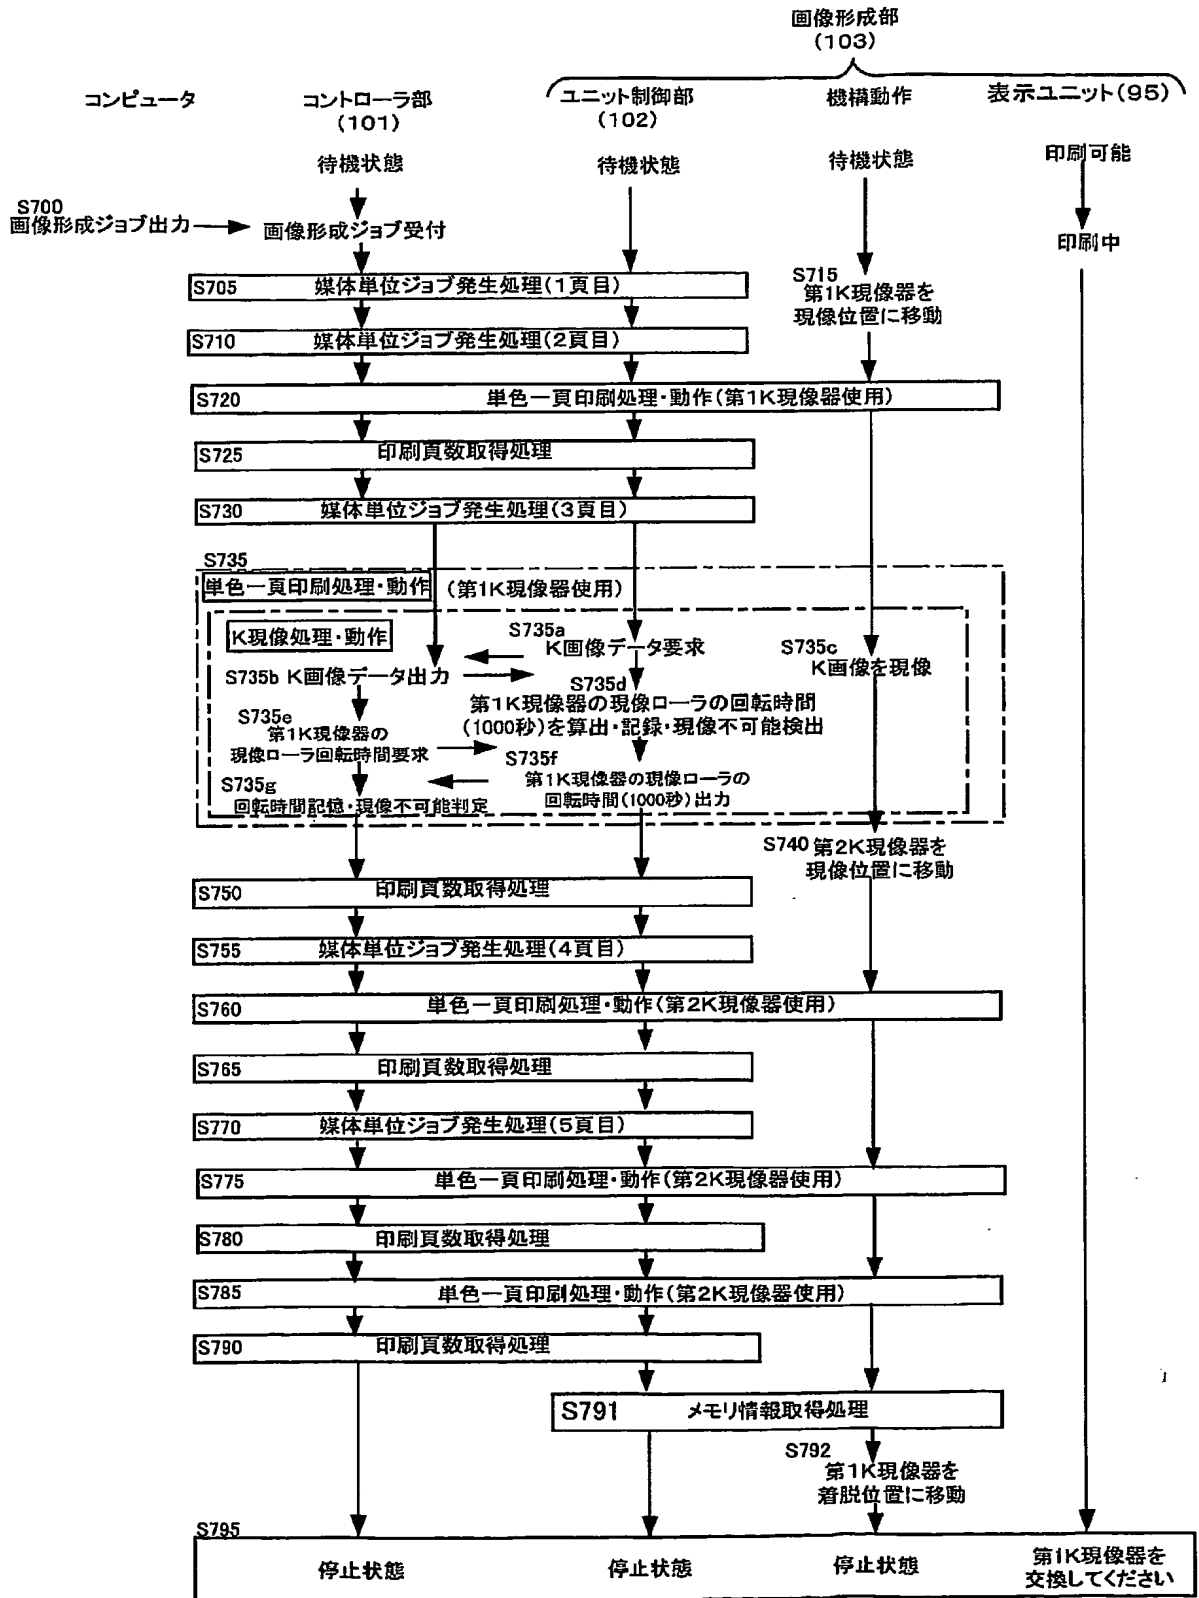 画像形成部
(103)
コンピュータ
コントローラ部
(101)
ユニット制御部
(102)
機構動作
表示ユニット(95)
待機状態
待機状態
待機状態
印刷可能
S700
画像形成ジョブ出力
画像形成ジョブ受付
印刷中
S705 媒体単位ジョブ発生処理(1頁目)
S715
第1K現像器を
現像位置に移動
S710 媒体単位ジョブ発生処理(2頁目)
S720 単色一頁印刷処理・動作(第1K現像器使用)
S725 印刷頁数取得処理
S730 媒体単位ジョブ発生処理(3頁目)
S735
単色一頁印刷処理・動作 (第1K現像器使用)
K現像処理・動作
S735a
K画像データ要求
S735b K画像データ出力
S735c
K画像を現像
S735d
第1K現像器の現像ローラの回転時間
(1000秒)を算出・記録・現像不可能検出
S735e
第1K現像器の
現像ローラ回転時間要求
S735f
第1K現像器の現像ローラの
回転時間(1000秒)出力
S735g
回転時間記憶・現像不可能判定
S740 第2K現像器を
現像位置に移動
S750 印刷頁数取得処理
S755 媒体単位ジョブ発生処理(4頁目)
S760 単色一頁印刷処理・動作(第2K現像器使用)
S765 印刷頁数取得処理
S770 媒体単位ジョブ発生処理(5頁目)
S775 単色一頁印刷処理・動作(第2K現像器使用)
S780 印刷頁数取得処理
S785 単色一頁印刷処理・動作(第2K現像器使用)
S790 印刷頁数取得処理
S791 メモリ情報取得処理
S792
第1K現像器を
着脱位置に移動
S795
停止状態
停止状態
停止状態
第1K現像器を
交換してください